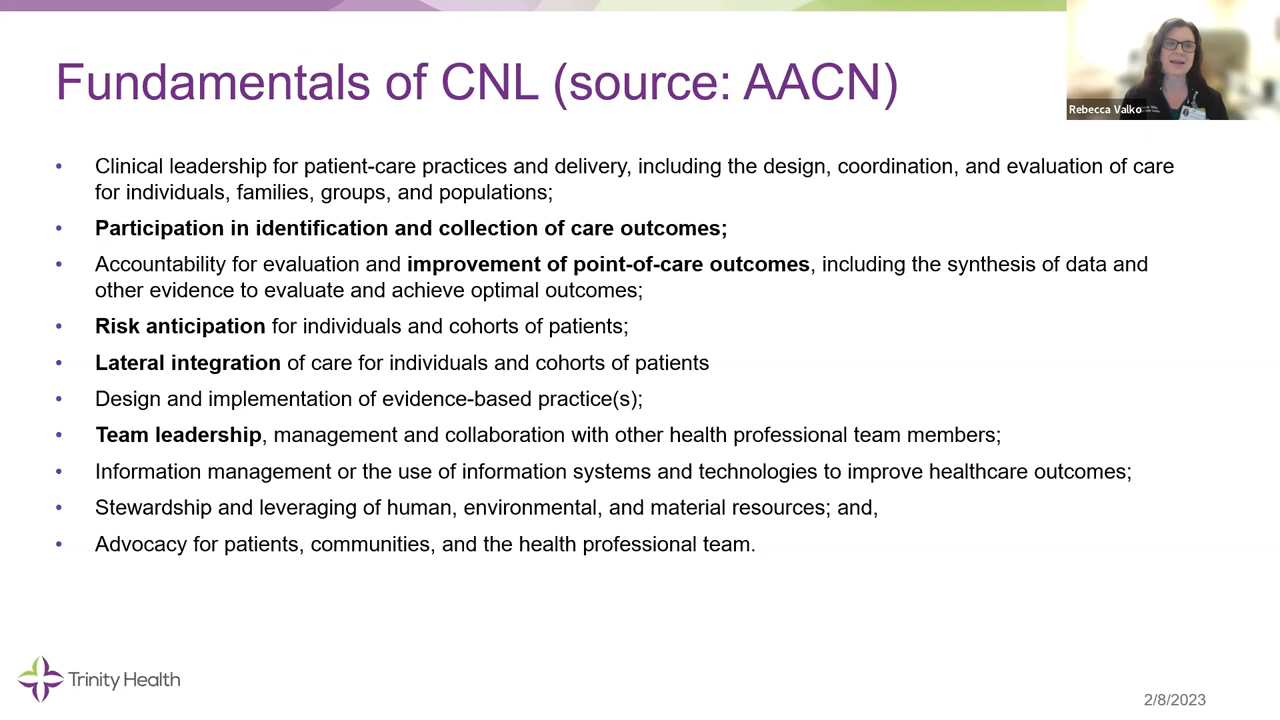 Fundamentals of CNL (source: AACN)
Rebecca Valko
• Clinical leadership for patient-care practices and delivery, including the design, coordination, and evaluation of care
for individuals, families, groups, and populations;
• Participation in identification and collection of care outcomes;
• Accountability for evaluation and improvement of point-of-care outcomes, including the synthesis of data and
other evidence to evaluate and achieve optimal outcomes;
• Risk anticipation for individuals and cohorts of patients;
• Lateral integration of care for individuals and cohorts of patients
• Design and implementation of evidence-based practice(s);
• Team leadership, management and collaboration with other health professional team members;
• Information management or the use of information systems and technologies to improve healthcare outcomes;
• Stewardship and leveraging of human, environmental, and material resources; and,
• Advocacy for patients, communities, and the health professional team.
Trinity Health
2/8/2023